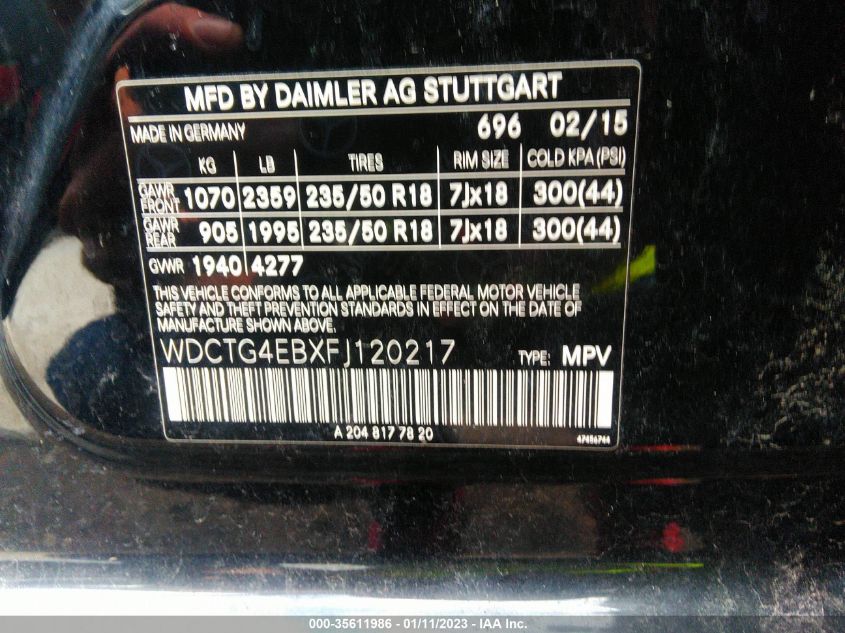 MFD BY DAIMLER AG STUTTGART
MADE IN GERMANY 696 02/15
KG LB TIRES RIM SIZE COLD KPA (PSI)
GAWR FRONT 1070 2359 235/50 R18 7Jx18 300(44)
GAWR REAR 905 1995 235/50 R18 7Jx18 300(44)
GVWR 1940 4277
THIS VEHICLE CONFORMS TO ALL APPLICABLE FEDERAL MOTOR VEHICLE
SAFETY AND THEFT PREVENTION STANDARDS IN EFFECT ON THE DATE OF
MANUFACTURE SHOWN ABOVE.
WDCTG4EBXFJ120217 TYPE: MPV
A 204 817 78 20 47456744
000-35611986 - 01/11/2023 - IAA Inc.